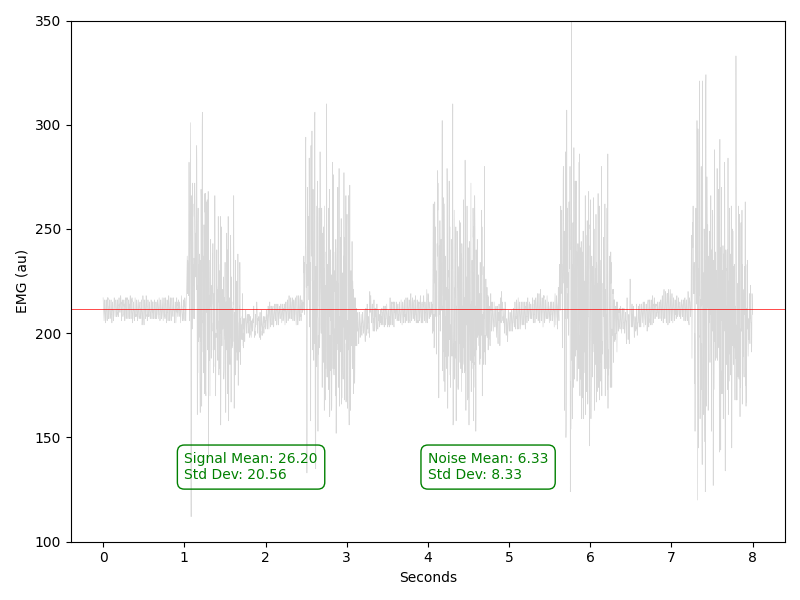 350
300
250
200
150
100
EMG (au)
Signal Mean: 26.20
Std Dev: 20.56
Noise Mean: 6.33
Std Dev: 8.33
0 1 2 3 4 5 6 7 8
Seconds